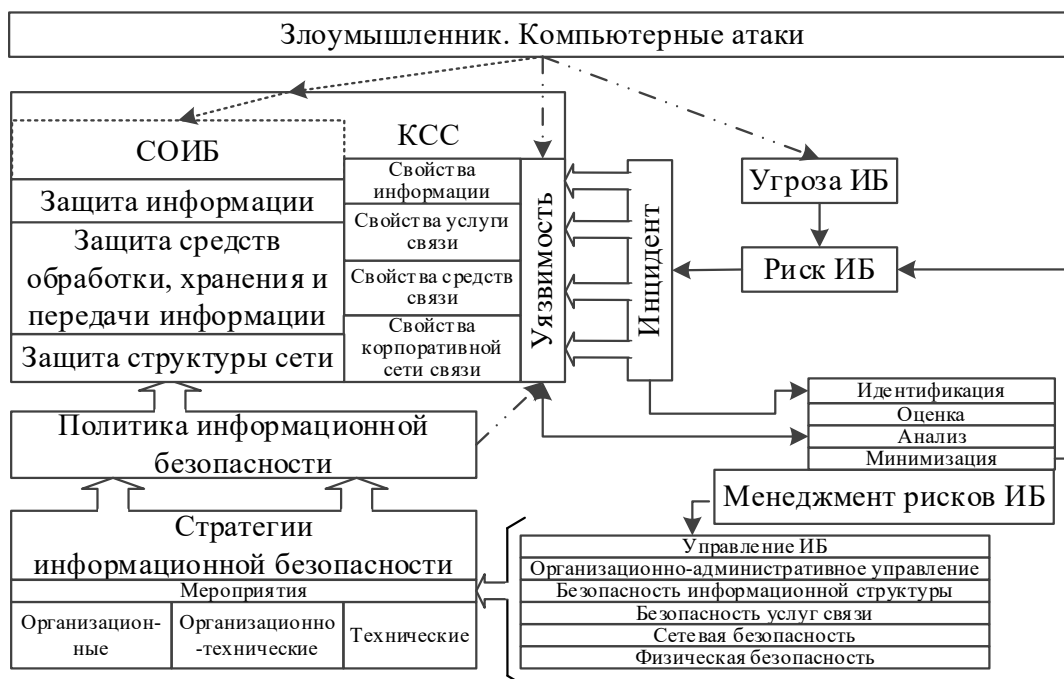 Злоумышленник. Компьютерные атаки
СОИБ
КСС
Защита информации
Защита средств
обработки, хранения и
передачи информации
Защита структуры сети
Свойства
информации
Свойства услуги
связи
Свойства средств
связи
Свойства
корпоративной
сети связи
Уязвимость
Инцидент
Угроза ИБ
Риск ИБ
Идентификация
Оценка
Анализ
Минимизация
Менеджмент рисков ИБ
Политика информационной
безопасности
Стратегии
информационной безопасности
Мероприятия
Организацион-
ные
Организационно
-технические
Технические
Управление ИБ
Организационно-административное управление
Безопасность информационной структуры
Безопасность услуг связи
Сетевая безопасность
Физическая безопасность